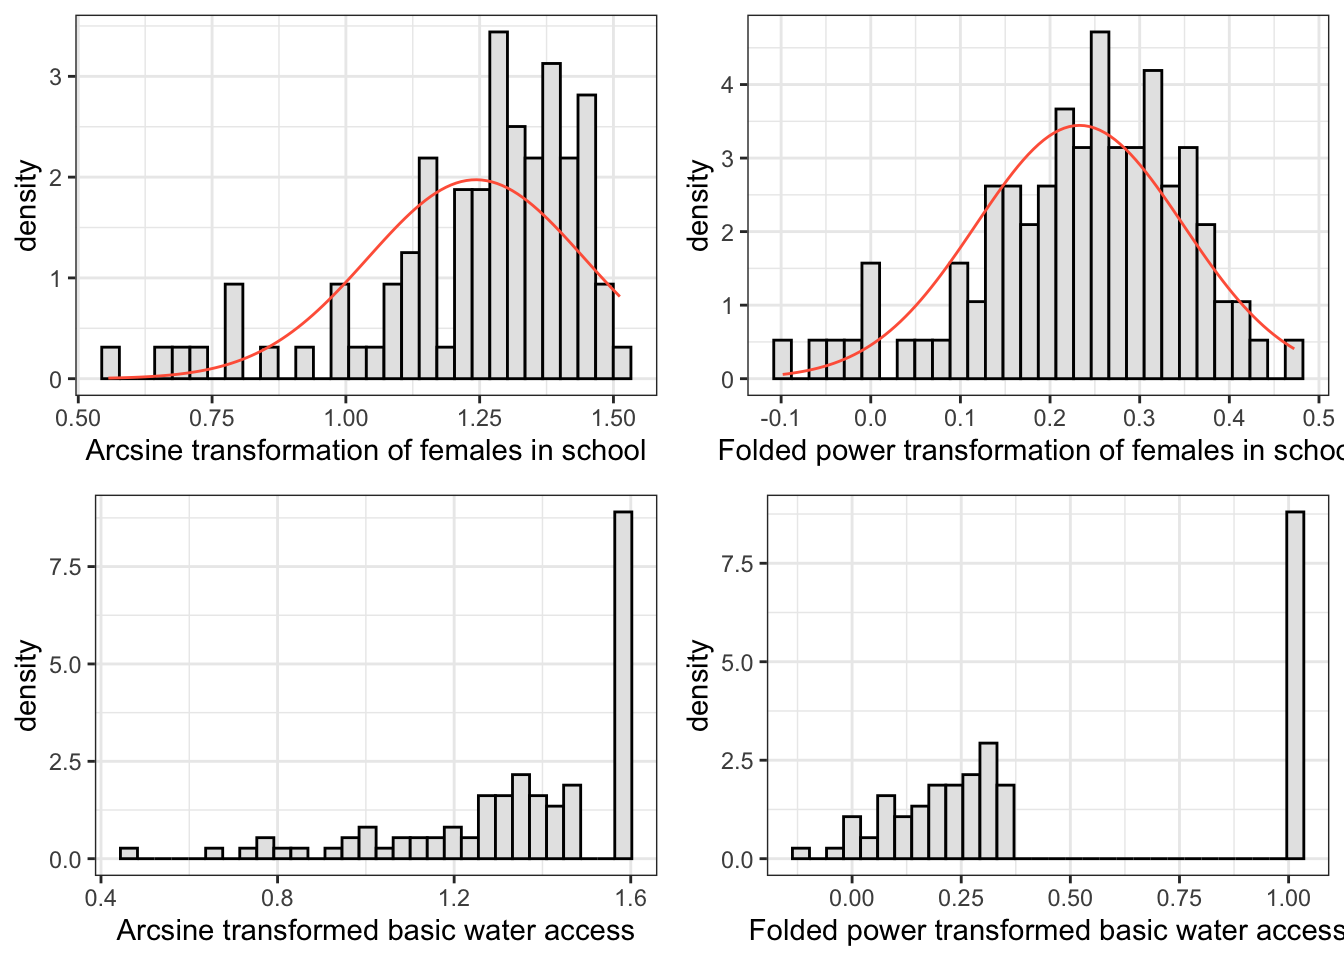 density
3
2
1
0
0.50 0.75 1.00 1.25 1.50
Arcsine transformation of females in school
density
4
3
2
1
0
-0.1 0.0 0.1 0.2 0.3 0.4 0.5
Folded power transformation of females in schoo
density
7.5
5.0
2.5
0.0
0.4 0.8 1.2 1.6
Arcsine transformed basic water access
density
7.5
5.0
2.5
0.0
0.00 0.25 0.50 0.75 1.00
Folded power transformed basic water access